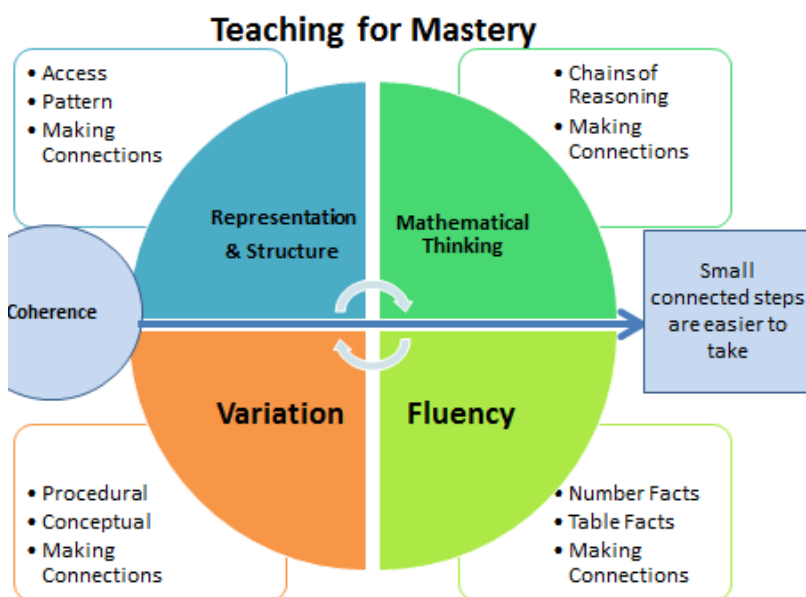 Teaching for Mastery
• Access
• Pattern
• Making
Connections
• Chains of
Reasoning
• Making
Connections
Representation
& Structure
Mathematical
Thinking
Coherence
Small
connected steps
are easier to
take
Variation
Fluency
• Procedural
• Conceptual
• Making
Connections
• Number Facts
• Table Facts
• Making
Connections